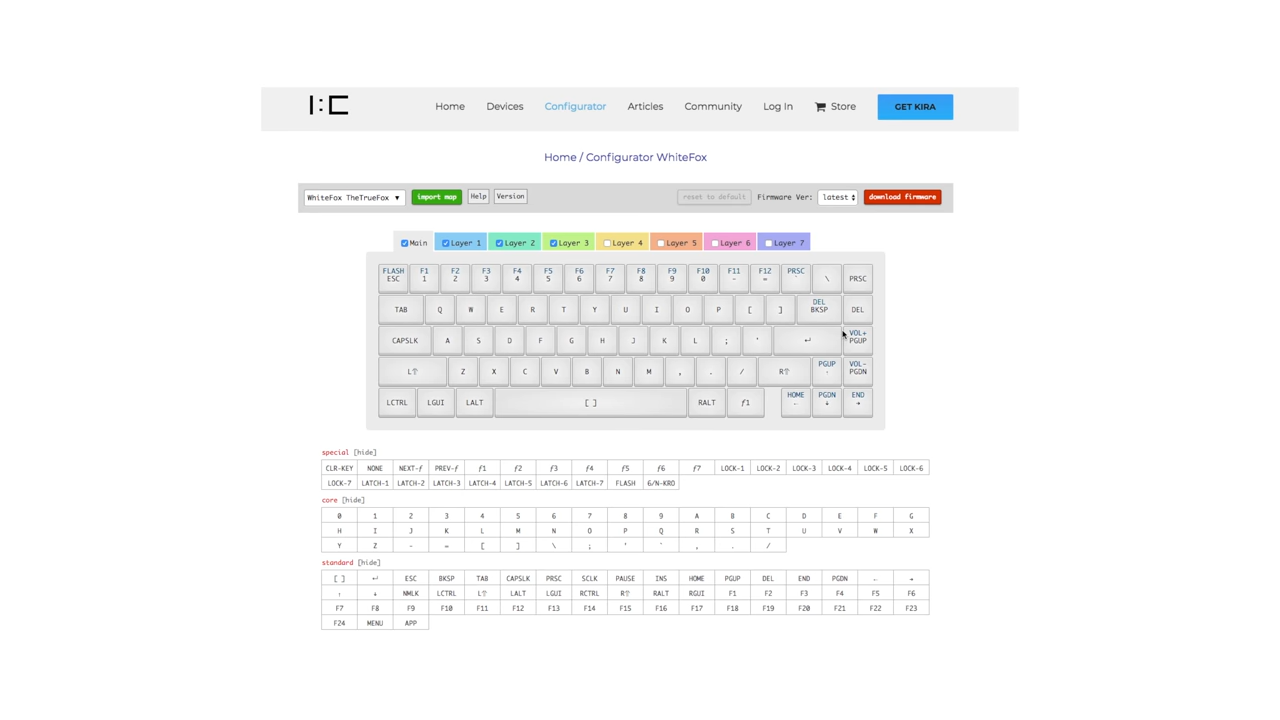 I:C Home Devices Configurator Articles Community Log In Store GET KIRA
Home / Configurator WhiteFox
WhiteFox TheTrueFox ▼ import map Help Version reset to default Firmware Ver: latest download firmware
Main Layer 1 Layer 2 Layer 3 Layer 4 Layer 5 Layer 6 Layer 7
FLASH F1 F2 F3 F4 F5 F6 F7 F8 F9 F10 F11 F12 PRSC
ESC 1 2 3 4 5 6 7 8 9 0 - = ` \ PRSC
DEL
TAB Q W E R T Y U I O P [ ] BKSP DEL
VOL+
CAPSLK A S D F G H J K L ; ' ↵ PGUP
PGUP VOL-
L⇧ Z X C V B N M , . / R⇧ PGDN
HOME PGDN END
LCTRL LGUI LALT [ ] RALT ƒ1 ← ↓ →
special [hide]
CLR-KEY NONE NEXT-ƒ PREV-ƒ ƒ1 ƒ2 ƒ3 ƒ4 ƒ5 ƒ6 ƒ7 LOCK-1 LOCK-2 LOCK-3 LOCK-4 LOCK-5 LOCK-6
LOCK-7 LATCH-1 LATCH-2 LATCH-3 LATCH-4 LATCH-5 LATCH-6 LATCH-7 FLASH 6/N-KRO
core [hide]
0 1 2 3 4 5 6 7 8 9 A B C D E F G
H I J K L M N O P Q R S T U V W X
Y Z - = [ ] \ ; ' ` , . /
standard [hide]
[ ] ↵ ESC BKSP TAB CAPSLK PRSC SCLK PAUSE INS HOME PGUP DEL END PGDN ← →
↑ ↓ NMLK LCTRL L⇧ LALT LGUI RCTRL R⇧ RALT RGUI F1 F2 F3 F4 F5 F6
F7 F8 F9 F10 F11 F12 F13 F14 F15 F16 F17 F18 F19 F20 F21 F22 F23
F24 MENU APP